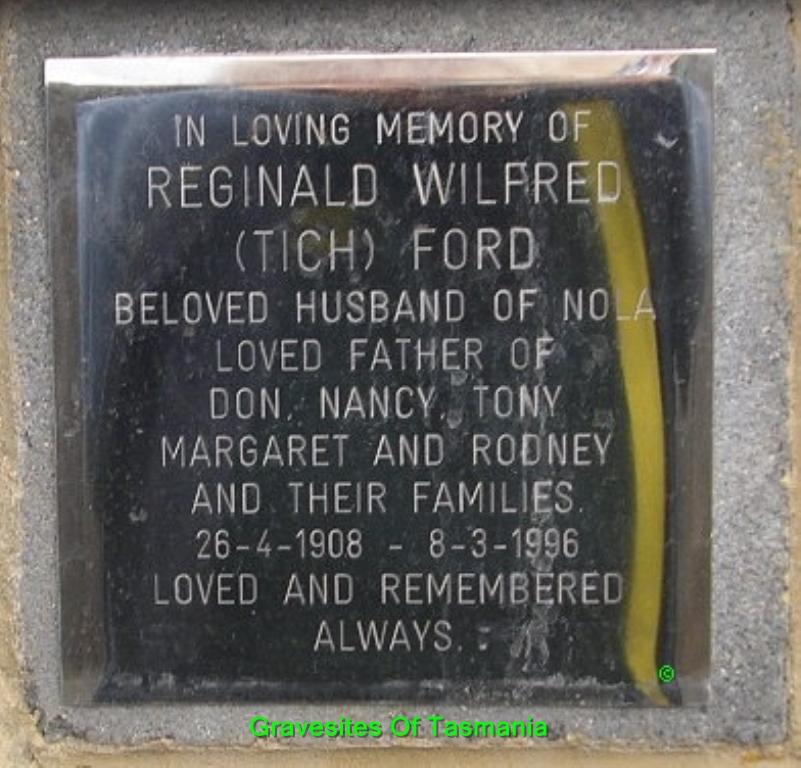 IN LOVING MEMORY OF
REGINALD WILFRED
(TICH) FORD
BELOVED HUSBAND OF NOLA
LOVED FATHER OF
DON, NANCY, TONY
MARGARET AND RODNEY
AND THEIR FAMILIES.
26-4-1908 - 8-3-1996
LOVED AND REMEMBERED
ALWAYS.
©
Gravesites Of Tasmania